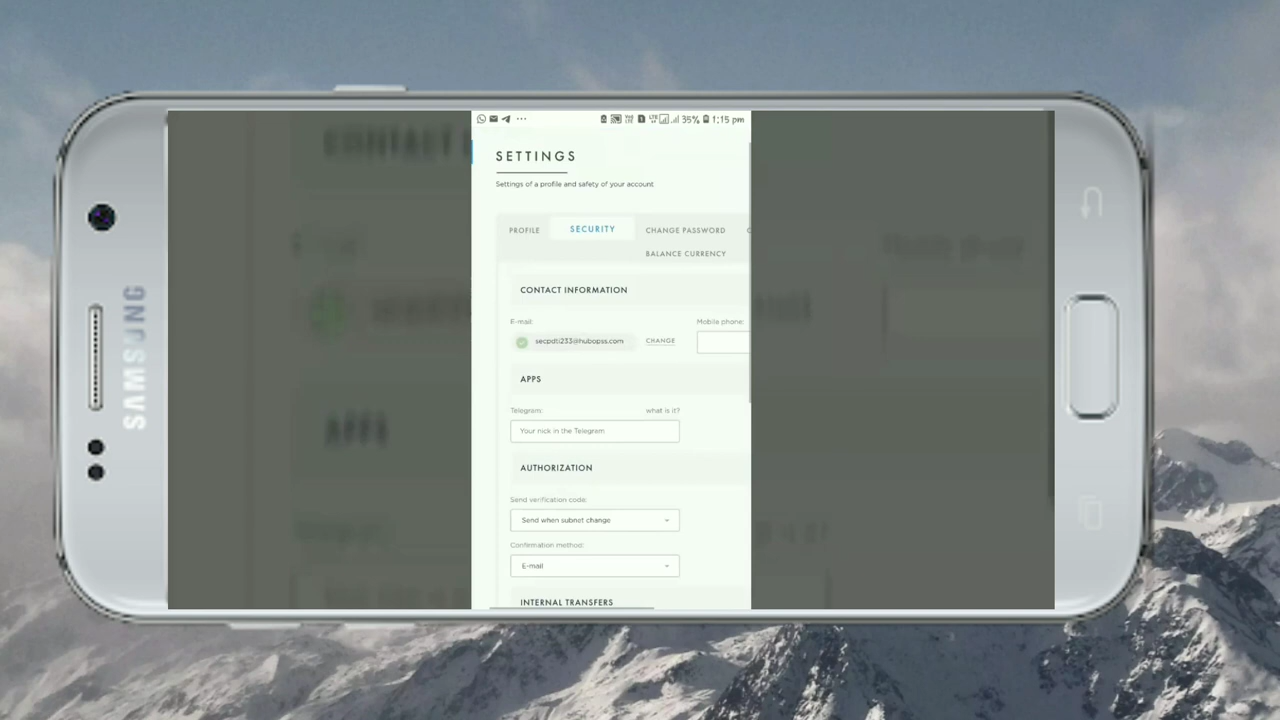 SAMSUNG
35% 1:15 pm
SETTINGS
Settings of a profile and safety of your account
PROFILE SECURITY CHANGE PASSWORD
BALANCE CURRENCY
CONTACT INFORMATION
E-mail: Mobile phone:
secpdti233@hubopss.com CHANGE
APPS
Telegram: what is it?
Your nick in the Telegram
AUTHORIZATION
Send verification code:
Send when subnet change
Confirmation method:
E-mail
INTERNAL TRANSFERS